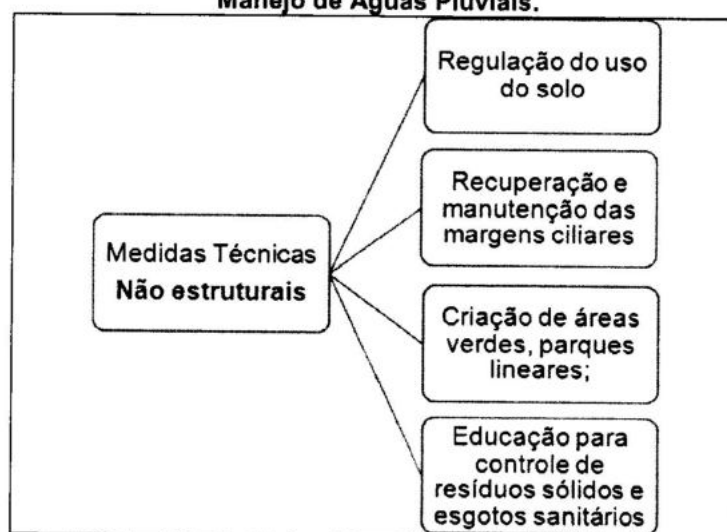 Manejo de Águas Pluviais.
Regulação do uso
do solo
Recuperação e
manutenção das
margens ciliares
Medidas Técnicas
Não estruturais
Criação de áreas
verdes, parques
lineares;
Educação para
controle de
resíduos sólidos e
esgotos sanitários